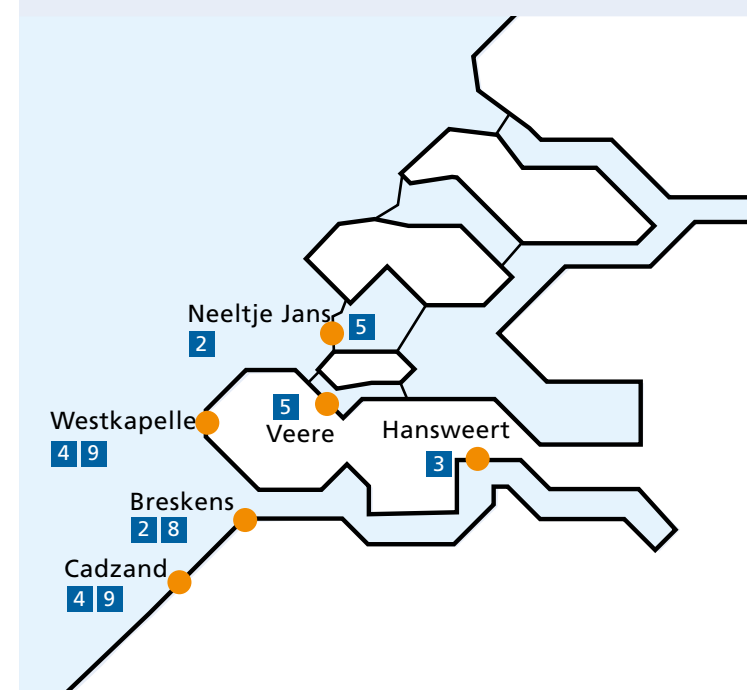 Neeltje Jans
5
2
5
Veere
Westkapelle
4 9
Hansweert
3
Breskens
2 8
Cadzand
4 9